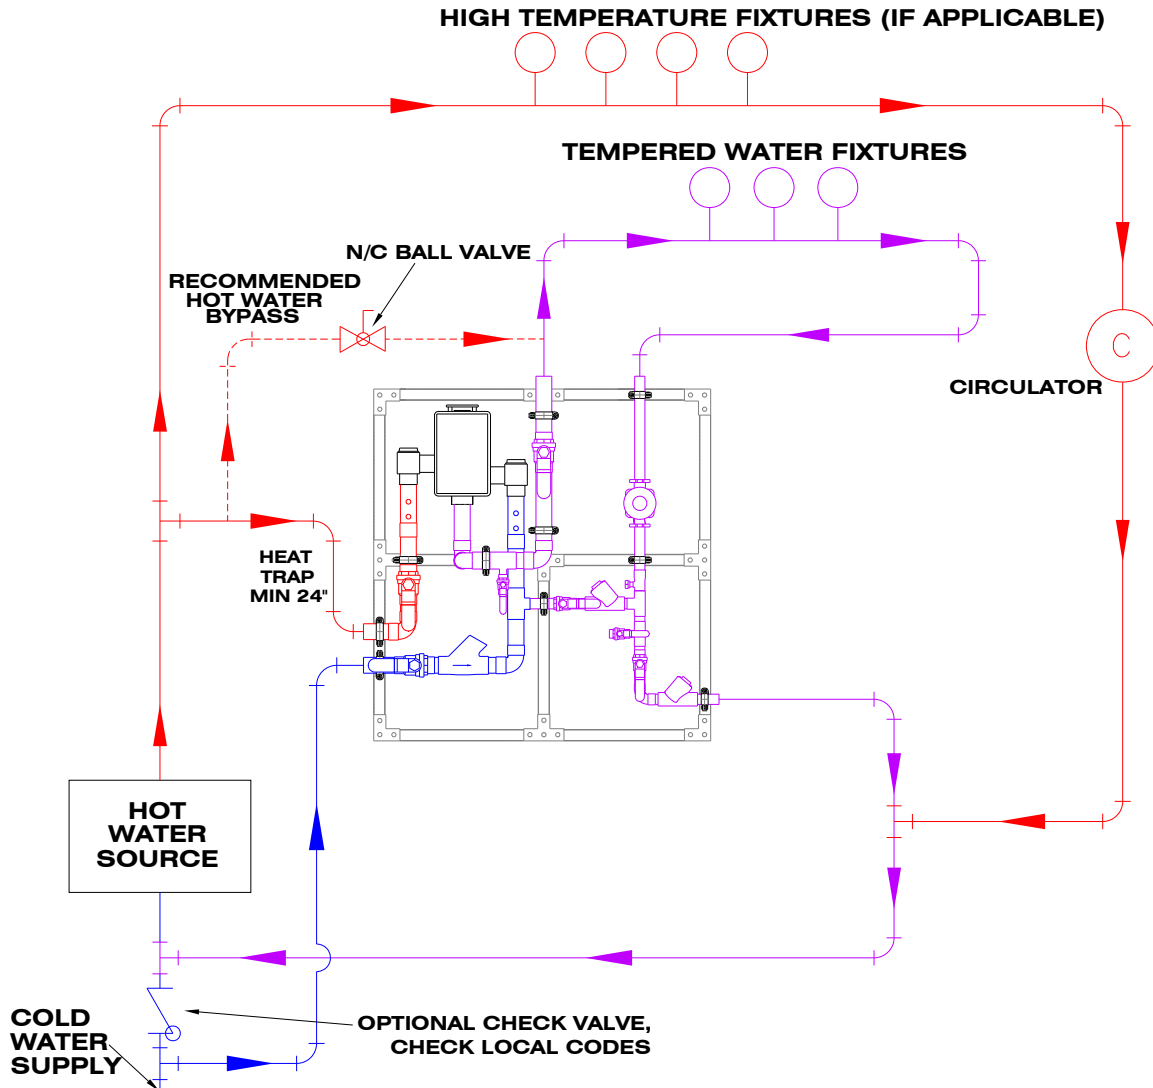 HIGH TEMPERATURE FIXTURES (IF APPLICABLE)
TEMPERED WATER FIXTURES
N/C BALL VALVE
RECOMMENDED
HOT WATER
BYPASS
C
CIRCULATOR
HEAT
TRAP
MIN 24"
HOT
WATER
SOURCE
COLD
WATER
SUPPLY
OPTIONAL CHECK VALVE,
CHECK LOCAL CODES